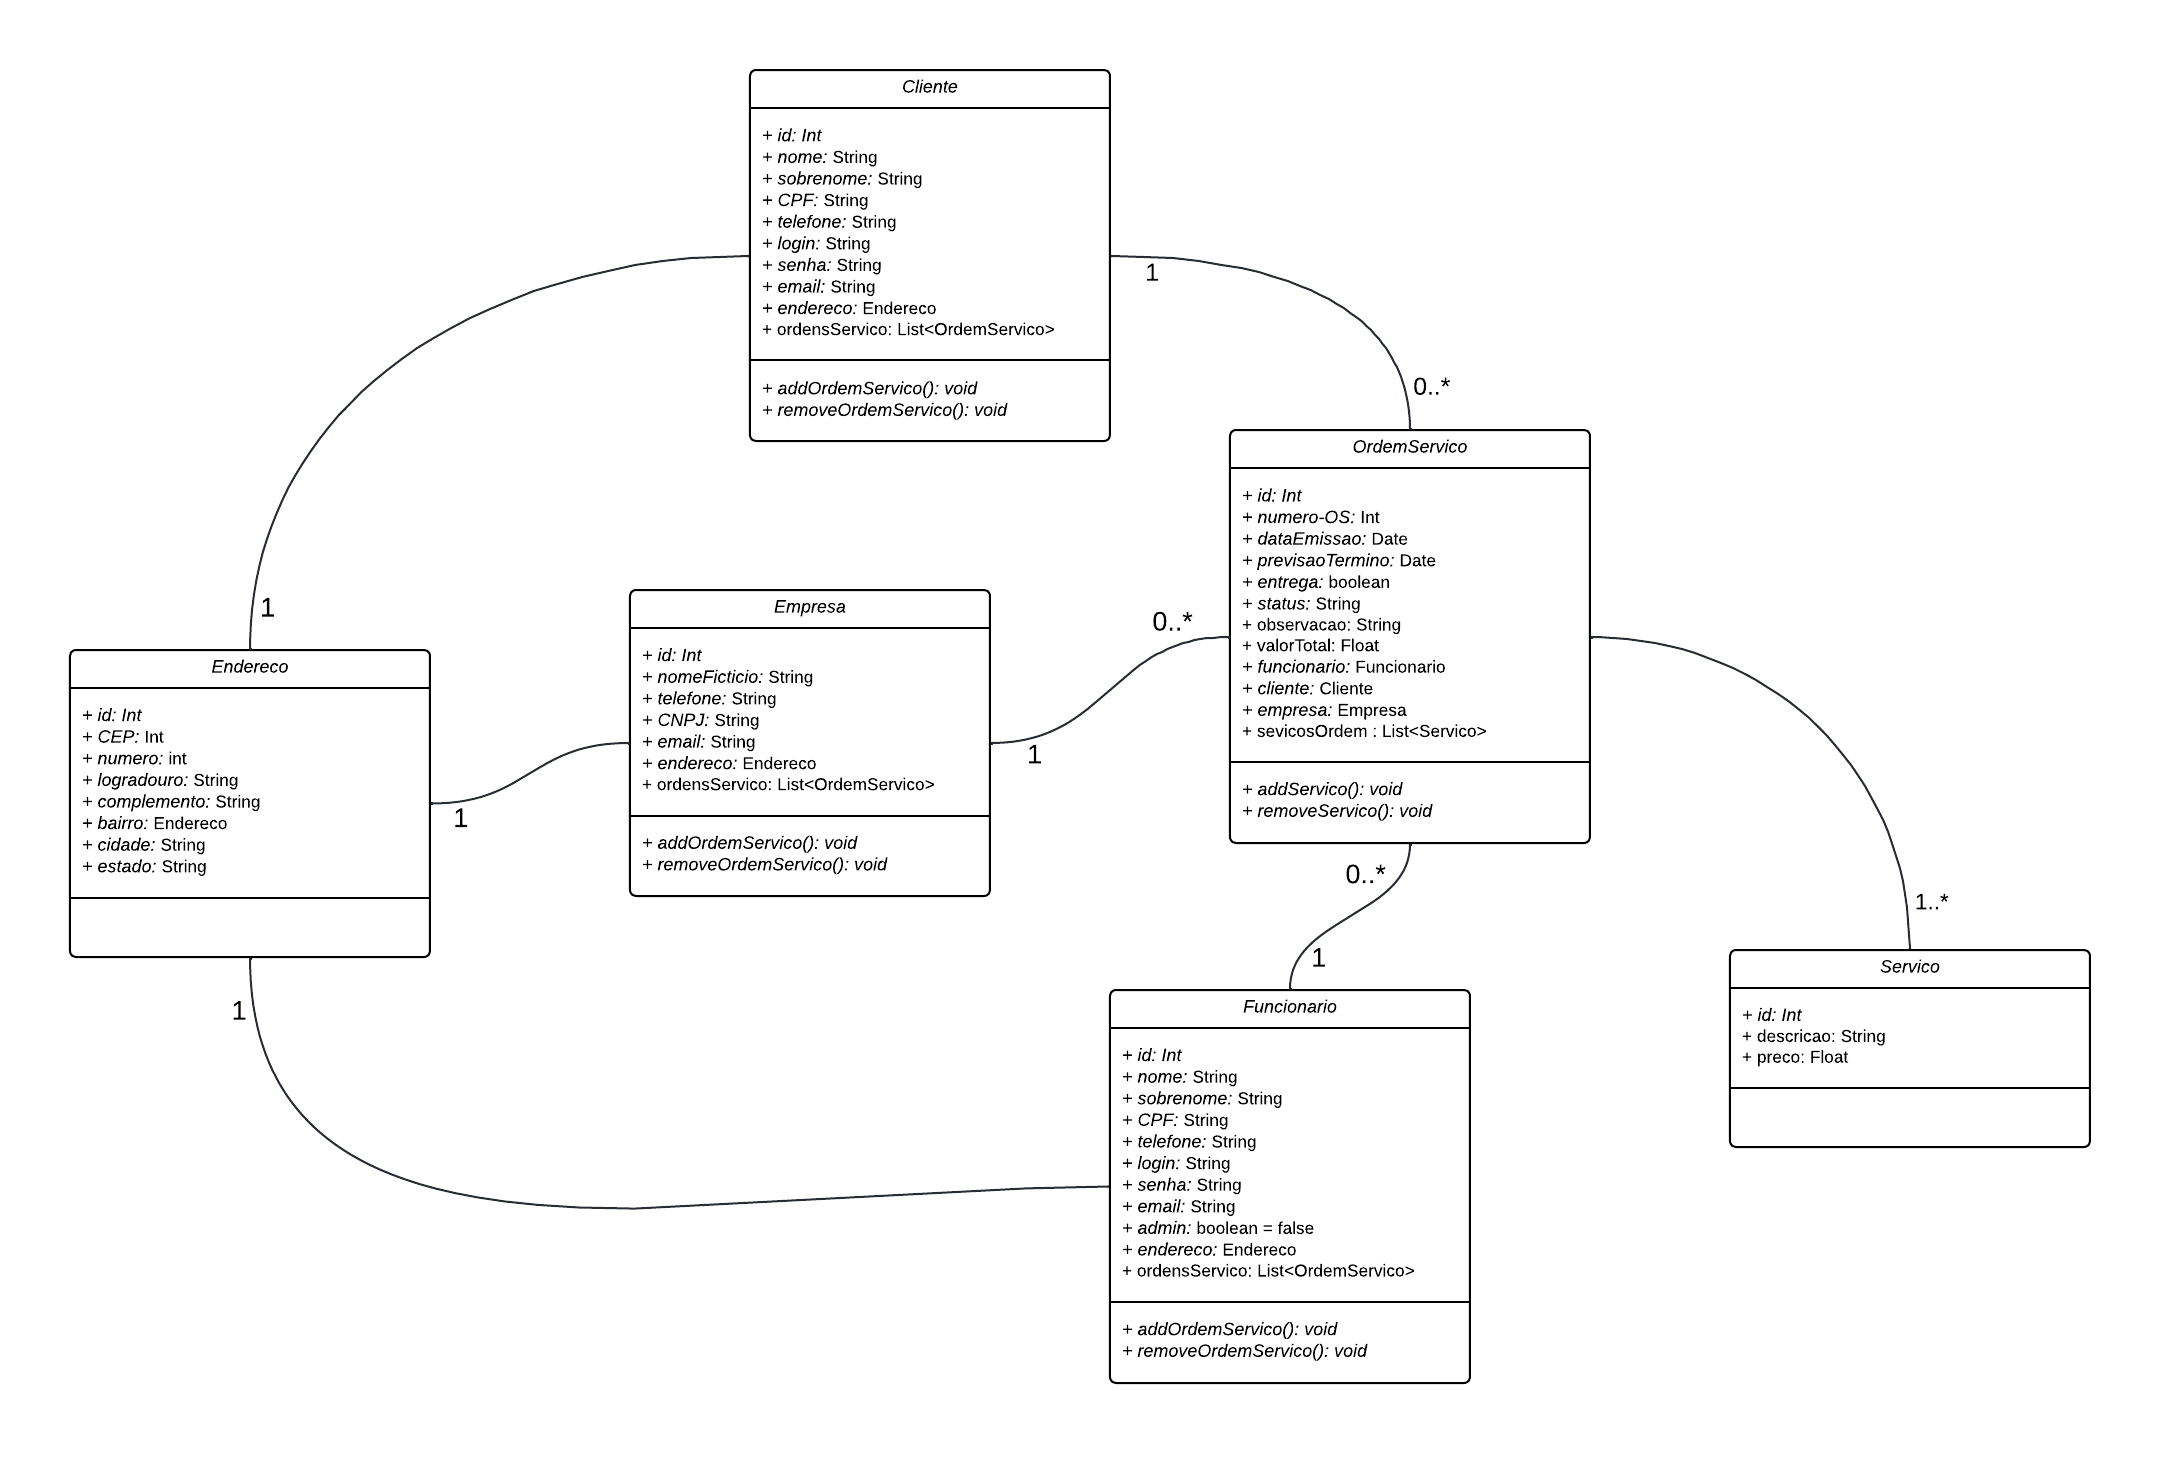 Cliente
+ id: Int
+ nome: String
+ sobrenome: String
+ CPF: String
+ telefone: String
+ login: String
+ senha: String
+ email: String
+ endereco: Endereco
+ ordensServico: List<OrdemServico>
+ addOrdemServico(): void
+ removeOrdemServico(): void
1
0..*
OrdemServico
+ id: Int
+ numero-OS: Int
+ dataEmissao: Date
+ previsaoTermino: Date
+ entrega: boolean
+ status: String
+ observacao: String
+ valorTotal: Float
+ funcionario: Funcionario
+ cliente: Cliente
+ empresa: Empresa
+ sevicosOrdem : List<Servico>
+ addServico(): void
+ removeServico(): void
1
Endereco
+ id: Int
+ CEP: Int
+ numero: int
+ logradouro: String
+ complemento: String
+ bairro: Endereco
+ cidade: String
+ estado: String
1
Empresa
+ id: Int
+ nomeFicticio: String
+ telefone: String
+ CNPJ: String
+ email: String
+ endereco: Endereco
+ ordensServico: List<OrdemServico>
+ addOrdemServico(): void
+ removeOrdemServico(): void
0..*
1
0..*
1
1..*
Servico
+ id: Int
+ descricao: String
+ preco: Float
1
Funcionario
+ id: Int
+ nome: String
+ sobrenome: String
+ CPF: String
+ telefone: String
+ login: String
+ senha: String
+ email: String
+ admin: boolean = false
+ endereco: Endereco
+ ordensServico: List<OrdemServico>
+ addOrdemServico(): void
+ removeOrdemServico(): void